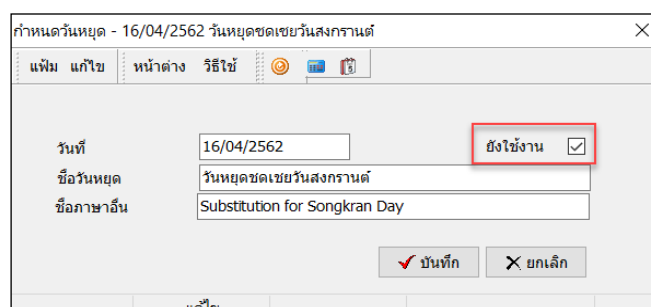 กำหนดวันหยุด - 16/04/2562 วันหยุดชดเชยวันสงกรานต์
แฟ้ม แก้ไข หน้าต่าง วิธีใช้
วันที่ 16/04/2562 ยังใช้งาน
ชื่อวันหยุด วันหยุดชดเชยวันสงกรานต์
ชื่อภาษาอื่น Substitution for Songkran Day
บันทึก ยกเลิก